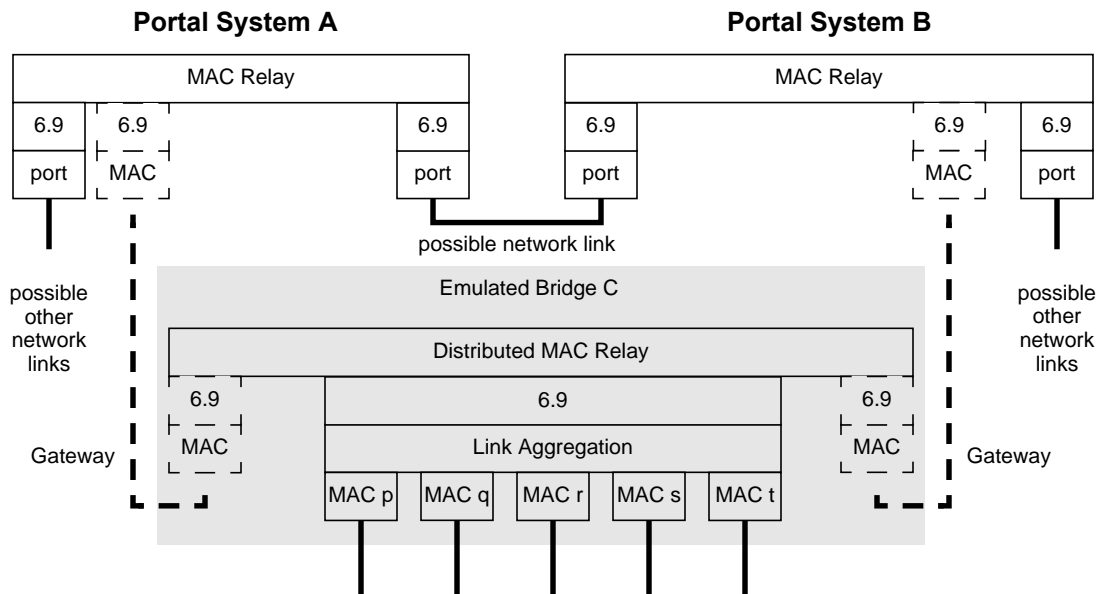 Portal System A
Portal System B
MAC Relay
MAC Relay
6.9
6.9
6.9
6.9
6.9
6.9
port
MAC
port
port
MAC
port
possible network link
possible
other
network
links
possible
other
network
links
Emulated Bridge C
Distributed MAC Relay
6.9
6.9
6.9
MAC
Link Aggregation
MAC
Gateway
Gateway
MAC p
MAC q
MAC r
MAC s
MAC t